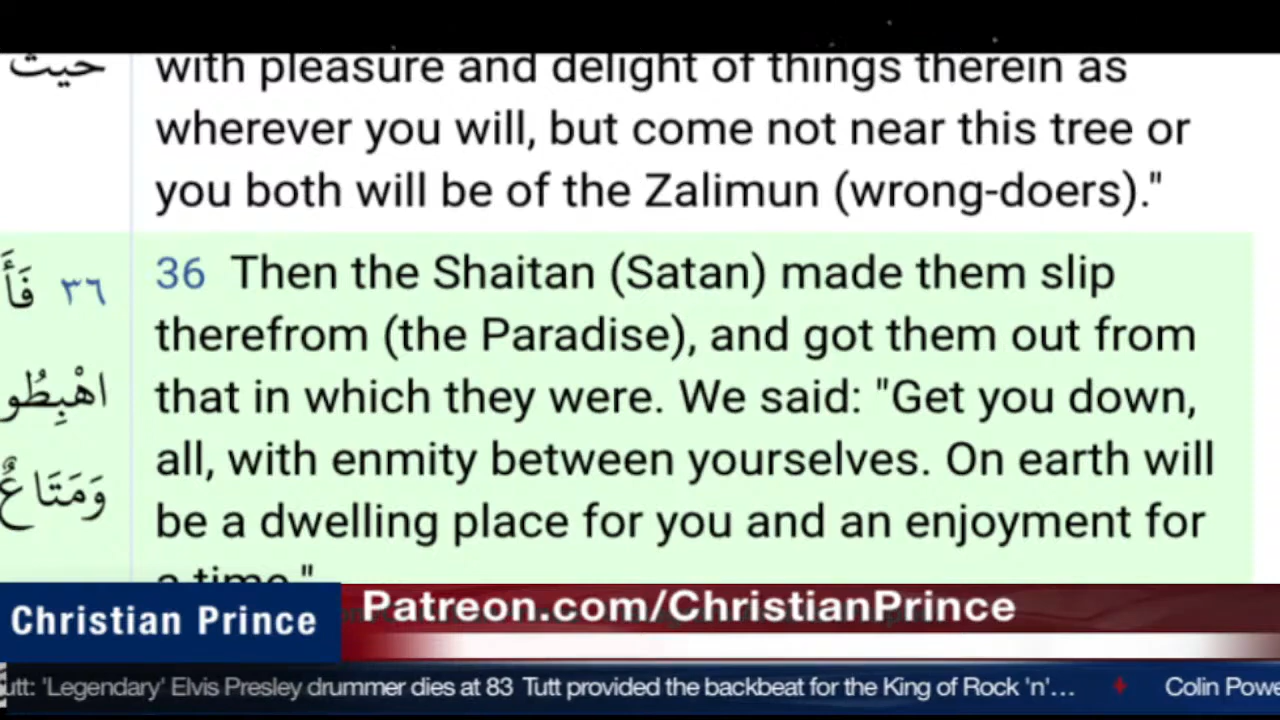 حيث
with pleasure and delight of things therein as
wherever you will, but come not near this tree or
you both will be of the Zalimun (wrong-doers)."
٣٦ فَأَ
36 Then the Shaitan (Satan) made them slip
therefrom (the Paradise), and got them out from
اهْبِطُو
that in which they were. We said: "Get you down,
all, with enmity between yourselves. On earth will
وَمَتَاعٌ
be a dwelling place for you and an enjoyment for
a time."
Christian Prince
Patreon.com/ChristianPrince
utt: 'Legendary' Elvis Presley drummer dies at 83 Tutt provided the backbeat for the King of Rock 'n'... Colin Powe